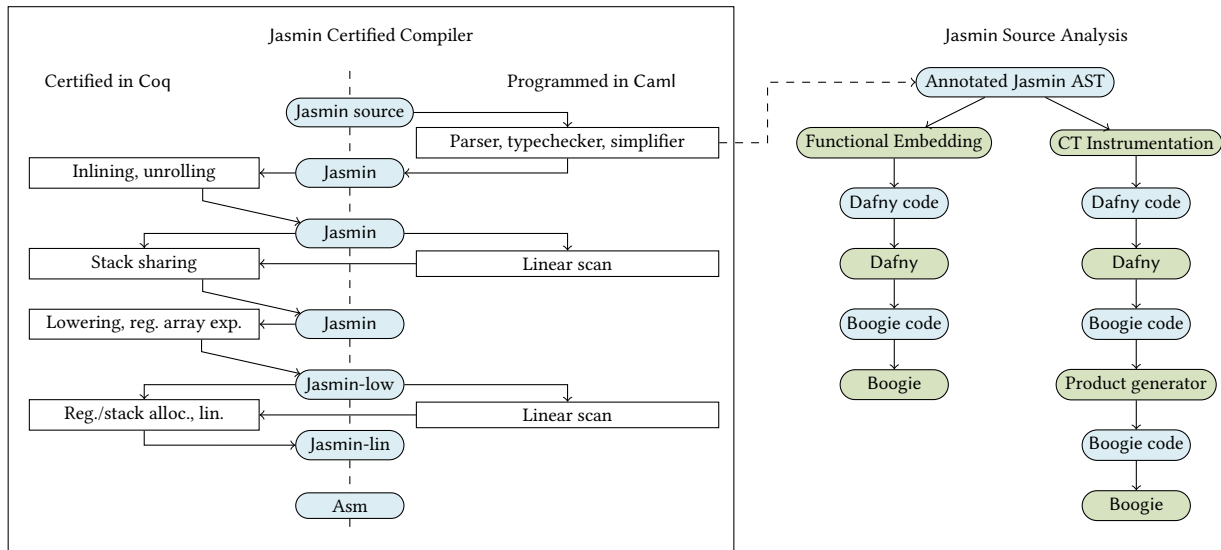 Jasmin Certified Compiler
Certified in Coq
Programmed in Caml
Jasmin source
Parser, typechecker, simplifier
Inlining, unrolling
Jasmin
Jasmin
Stack sharing
Linear scan
Lowering, reg. array exp.
Jasmin
Jasmin-low
Reg./stack alloc., lin.
Linear scan
Jasmin-lin
Asm
Jasmin Source Analysis
Annotated Jasmin AST
Functional Embedding
Dafny code
Dafny
Boogie code
Boogie
CT Instrumentation
Dafny code
Dafny
Boogie code
Product generator
Boogie code
Boogie